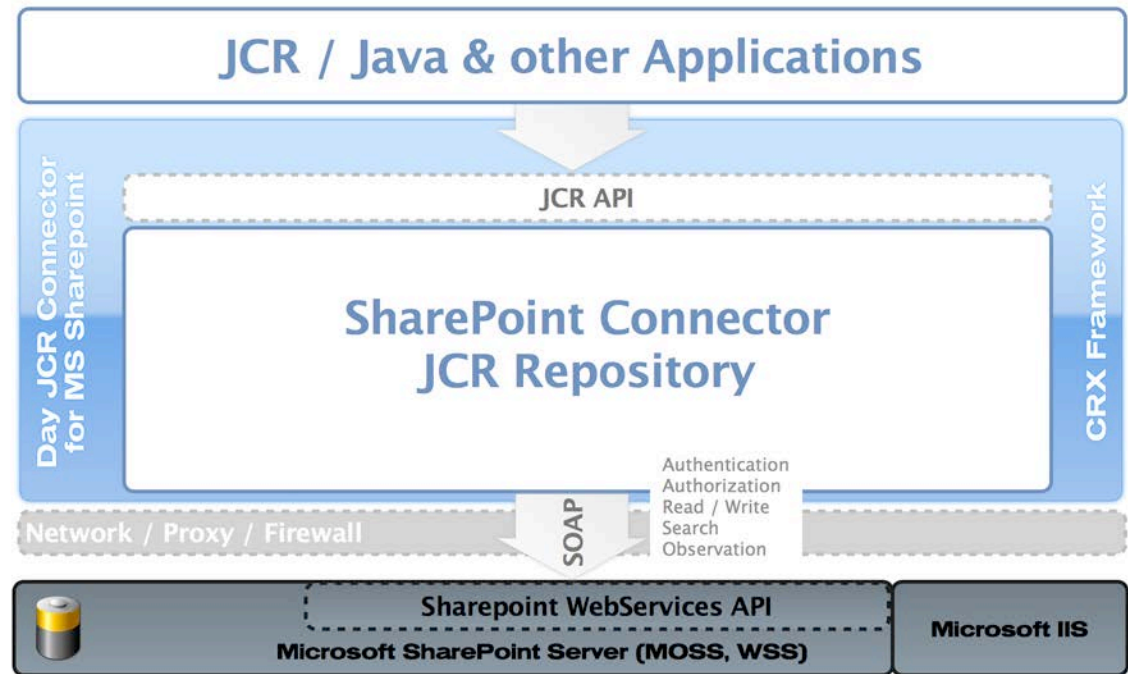 JCR / Java & other Applications
JCR API
Day JCR Connector
for MS Sharepoint
SharePoint Connector
JCR Repository
CRX Framework
Authentication
Authorization
Read / Write
Search
Observation
SOAP
Network / Proxy / Firewall
Sharepoint WebServices API
Microsoft SharePoint Server (MOSS, WSS)
Microsoft IIS